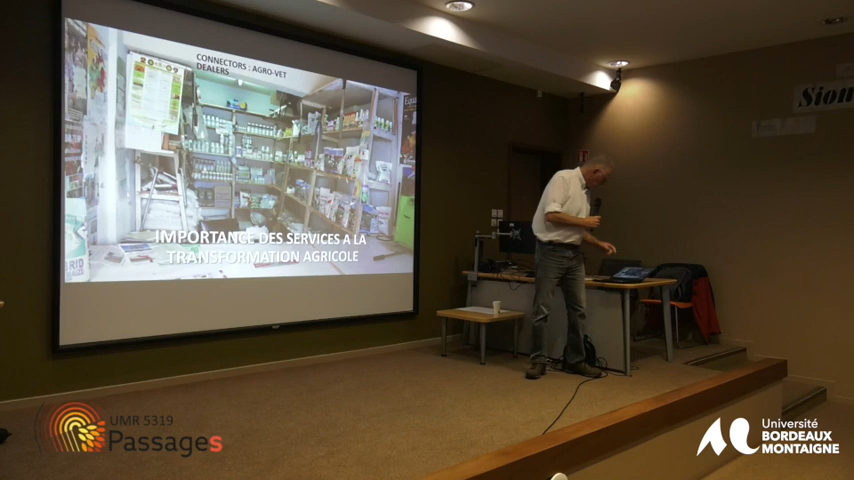 CONNECTORS : AGRO-VET
DEALERS
IMPORTANCE DES SERVICES A LA
TRANSFORMATION AGRICOLE
Sion
UMR 5319
Passages
Université
BORDEAUX
MONTAIGNE